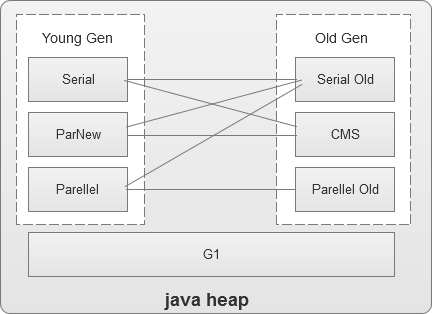 Young Gen
Old Gen
Serial
Serial Old
ParNew
CMS
Parellel
Parellel Old
G1
java heap